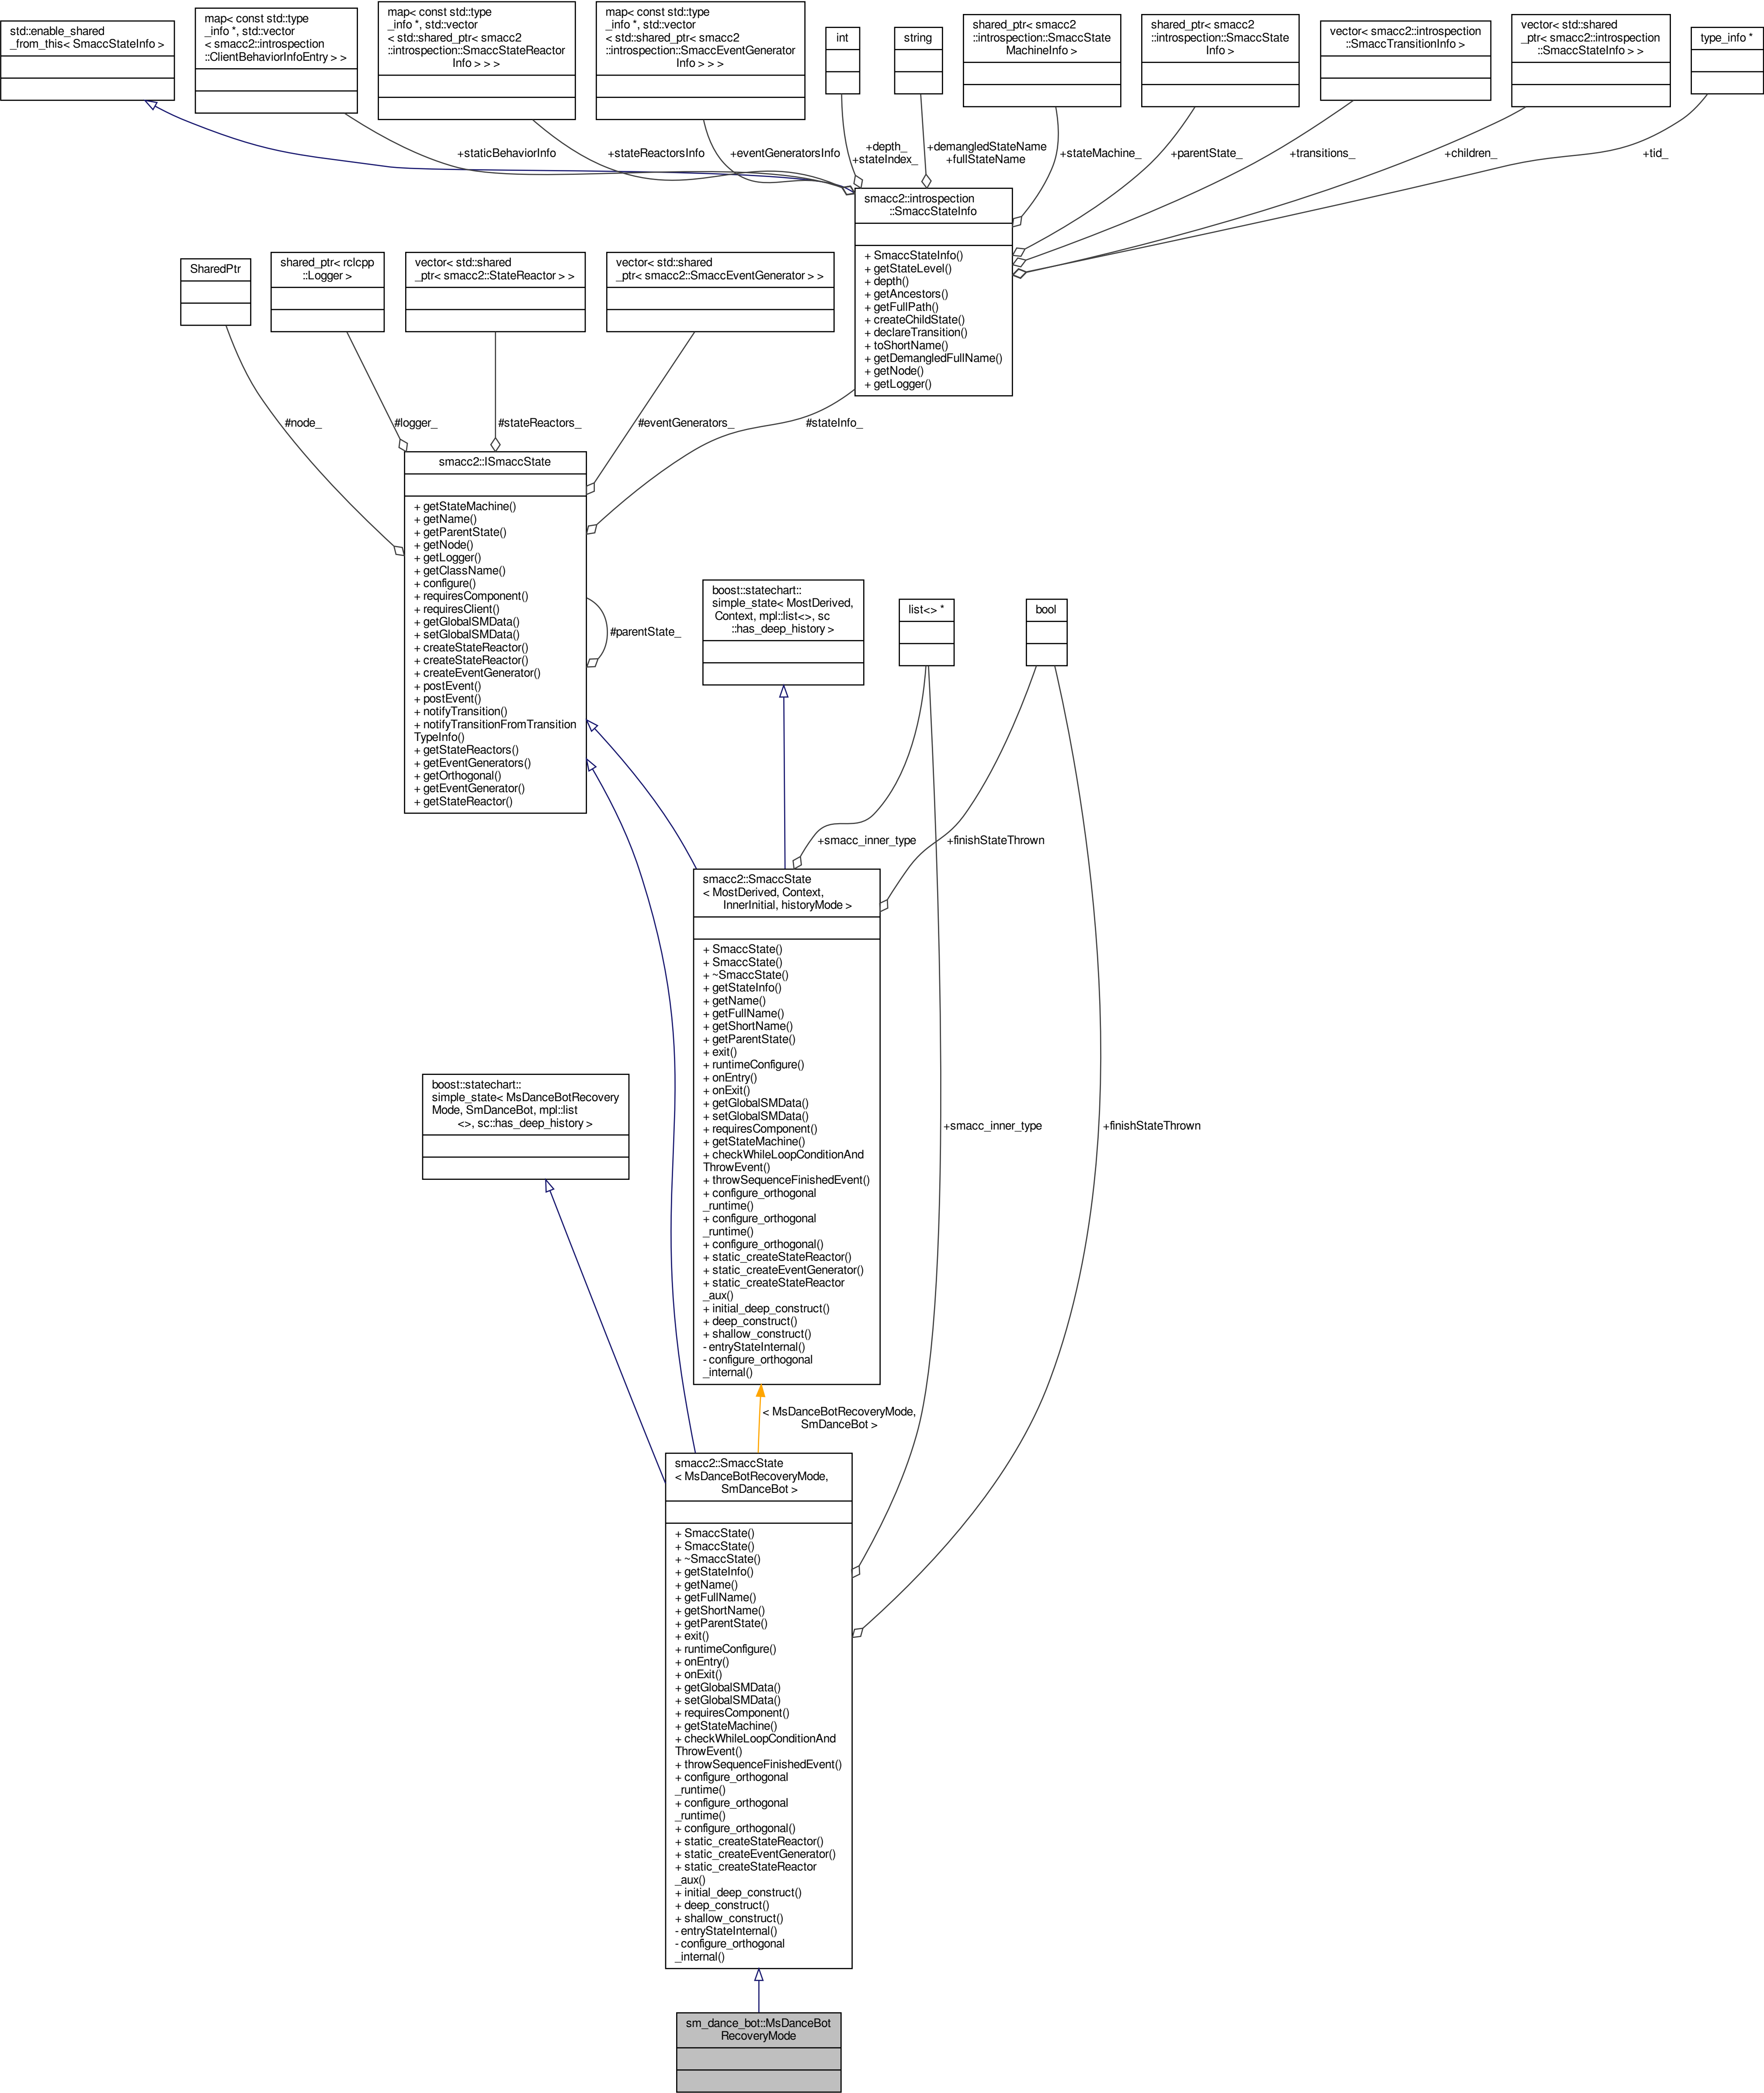 std::enable_shared
_from_this< SmaccStateInfo >
map< const std::type
_info *, std::vector
< smacc2::introspection
::ClientBehaviorInfoEntry > >
map< const std::type
_info *, std::vector
< std::shared_ptr< smacc2
::introspection::SmaccStateReactor
Info > > >
map< const std::type
_info *, std::vector
< std::shared_ptr< smacc2
::introspection::SmaccEventGenerator
Info > > >
int
string
shared_ptr< smacc2
::introspection::SmaccState
MachineInfo >
shared_ptr< smacc2
::introspection::SmaccState
Info >
vector< smacc2::introspection
::SmaccTransitionInfo >
vector< std::shared
_ptr< smacc2::introspection
::SmaccStateInfo > >
type_info *
+staticBehaviorInfo
+stateReactorsInfo
+eventGeneratorsInfo
+depth_
+stateIndex_
+demangledStateName
+fullStateName
+stateMachine_
+parentState_
+transitions_
+children_
+tid_
smacc2::introspection
::SmaccStateInfo
+ SmaccStateInfo()
+ getStateLevel()
+ depth()
+ getAncestors()
+ getFullPath()
+ createChildState()
+ declareTransition()
+ toShortName()
+ getDemangledFullName()
+ getNode()
+ getLogger()
SharedPtr
shared_ptr< rclcpp
::Logger >
vector< std::shared
_ptr< smacc2::StateReactor > >
vector< std::shared
_ptr< smacc2::SmaccEventGenerator > >
#node_
#logger_
#stateReactors_
#eventGenerators_
#stateInfo_
smacc2::ISmaccState
+ getStateMachine()
+ getName()
+ getParentState()
+ getNode()
+ getLogger()
+ getClassName()
+ configure()
+ requiresComponent()
+ requiresClient()
+ getGlobalSMData()
+ setGlobalSMData()
+ createStateReactor()
+ createStateReactor()
+ createEventGenerator()
+ postEvent()
+ postEvent()
+ notifyTransition()
+ notifyTransitionFromTransition
TypeInfo()
+ getStateReactors()
+ getEventGenerators()
+ getOrthogonal()
+ getEventGenerator()
+ getStateReactor()
#parentState_
boost::statechart::
simple_state< MostDerived,
Context, mpl::list<>, sc
::has_deep_history >
list<> *
bool
+smacc_inner_type
+finishStateThrown
smacc2::SmaccState
< MostDerived, Context,
InnerInitial, historyMode >
+ SmaccState()
+ SmaccState()
+ ~SmaccState()
+ getStateInfo()
+ getName()
+ getFullName()
+ getShortName()
+ getParentState()
+ exit()
+ runtimeConfigure()
+ onEntry()
+ onExit()
+ getGlobalSMData()
+ setGlobalSMData()
+ requiresComponent()
+ getStateMachine()
+ checkWhileLoopConditionAnd
ThrowEvent()
+ throwSequenceFinishedEvent()
+ configure_orthogonal
_runtime()
+ configure_orthogonal
_runtime()
+ configure_orthogonal()
+ static_createStateReactor()
+ static_createEventGenerator()
+ static_createStateReactor
_aux()
+ initial_deep_construct()
+ deep_construct()
+ shallow_construct()
- entryStateInternal()
- configure_orthogonal
_internal()
boost::statechart::
simple_state< MsDanceBotRecovery
Mode, SmDanceBot, mpl::list
<>, sc::has_deep_history >
+smacc_inner_type
+finishStateThrown
< MsDanceBotRecoveryMode,
SmDanceBot >
smacc2::SmaccState
< MsDanceBotRecoveryMode,
SmDanceBot >
+ SmaccState()
+ SmaccState()
+ ~SmaccState()
+ getStateInfo()
+ getName()
+ getFullName()
+ getShortName()
+ getParentState()
+ exit()
+ runtimeConfigure()
+ onEntry()
+ onExit()
+ getGlobalSMData()
+ setGlobalSMData()
+ requiresComponent()
+ getStateMachine()
+ checkWhileLoopConditionAnd
ThrowEvent()
+ throwSequenceFinishedEvent()
+ configure_orthogonal
_runtime()
+ configure_orthogonal
_runtime()
+ configure_orthogonal()
+ static_createStateReactor()
+ static_createEventGenerator()
+ static_createStateReactor
_aux()
+ initial_deep_construct()
+ deep_construct()
+ shallow_construct()
- entryStateInternal()
- configure_orthogonal
_internal()
sm_dance_bot::MsDanceBot
RecoveryMode